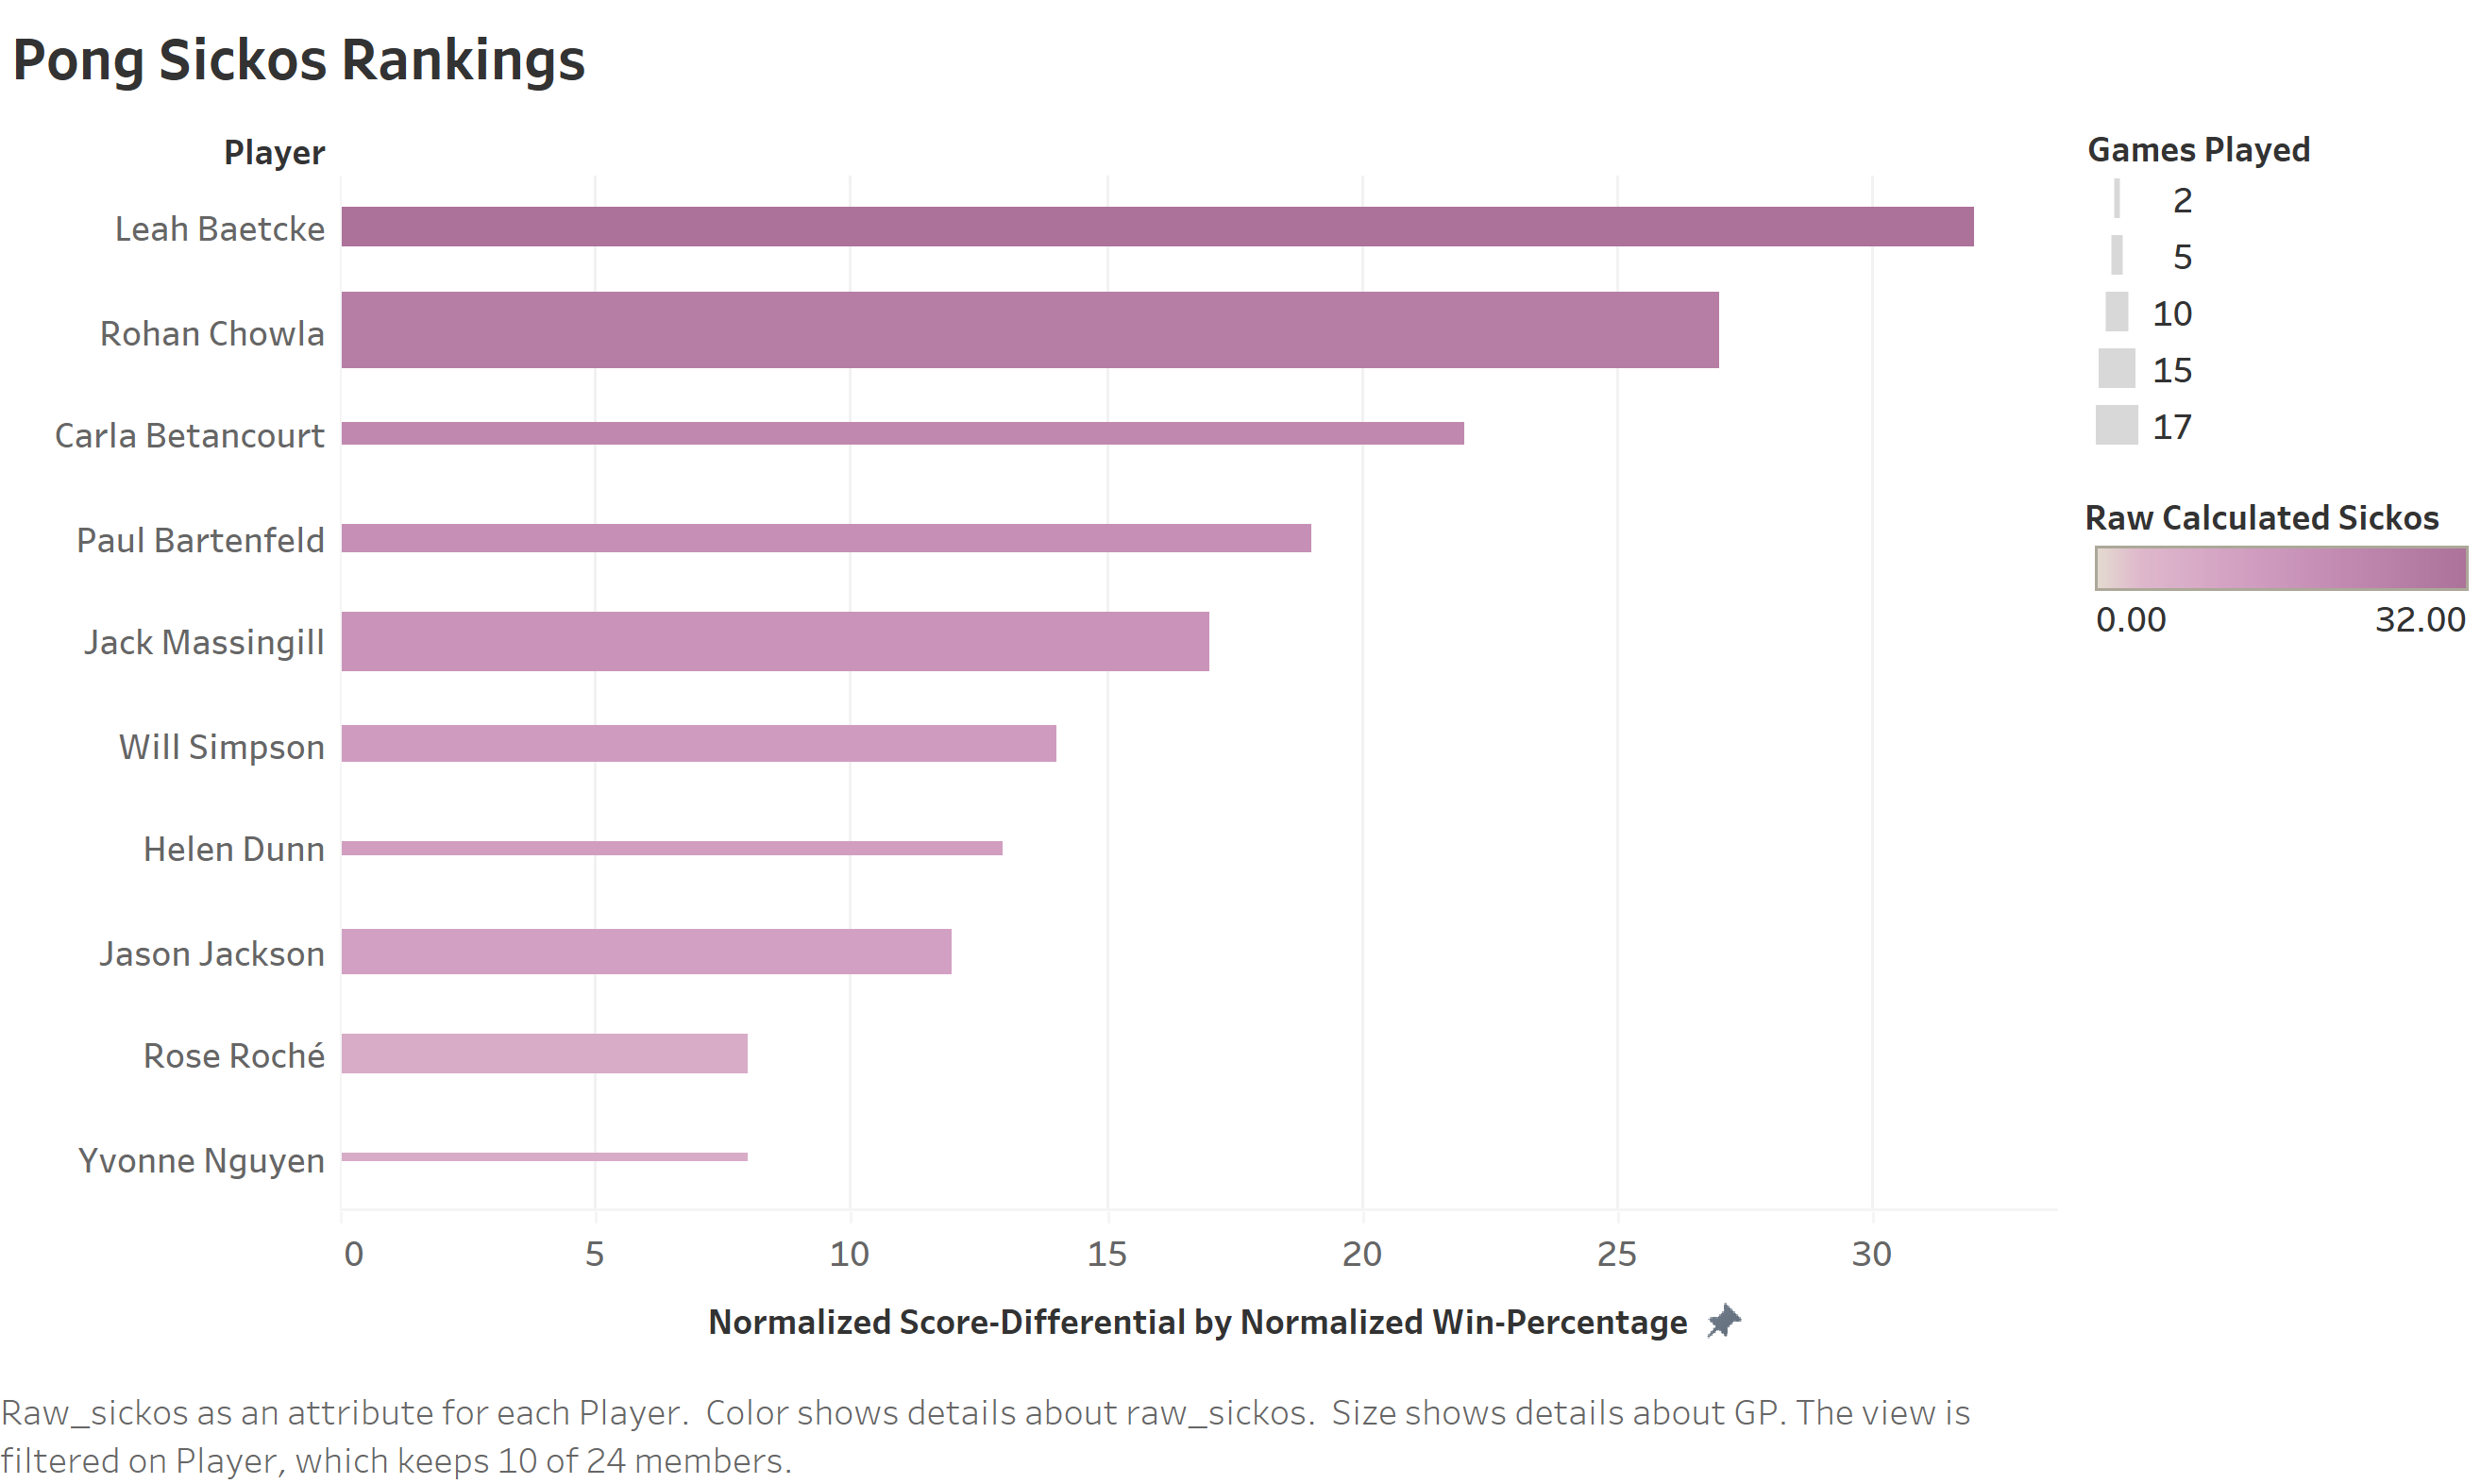 Pong Sickos Rankings
Player
Leah Baetcke
Rohan Chowla
Carla Betancourt
Paul Bartenfeld
Jack Massingill
Will Simpson
Helen Dunn
Jason Jackson
Rose Roché
Yvonne Nguyen
0 5 10 15 20 25 30
Normalized Score-Differential by Normalized Win-Percentage
Games Played
2
5
10
15
17
Raw Calculated Sickos
0.00 32.00
Raw_sickos as an attribute for each Player. Color shows details about raw_sickos. Size shows details about GP. The view is
filtered on Player, which keeps 10 of 24 members.